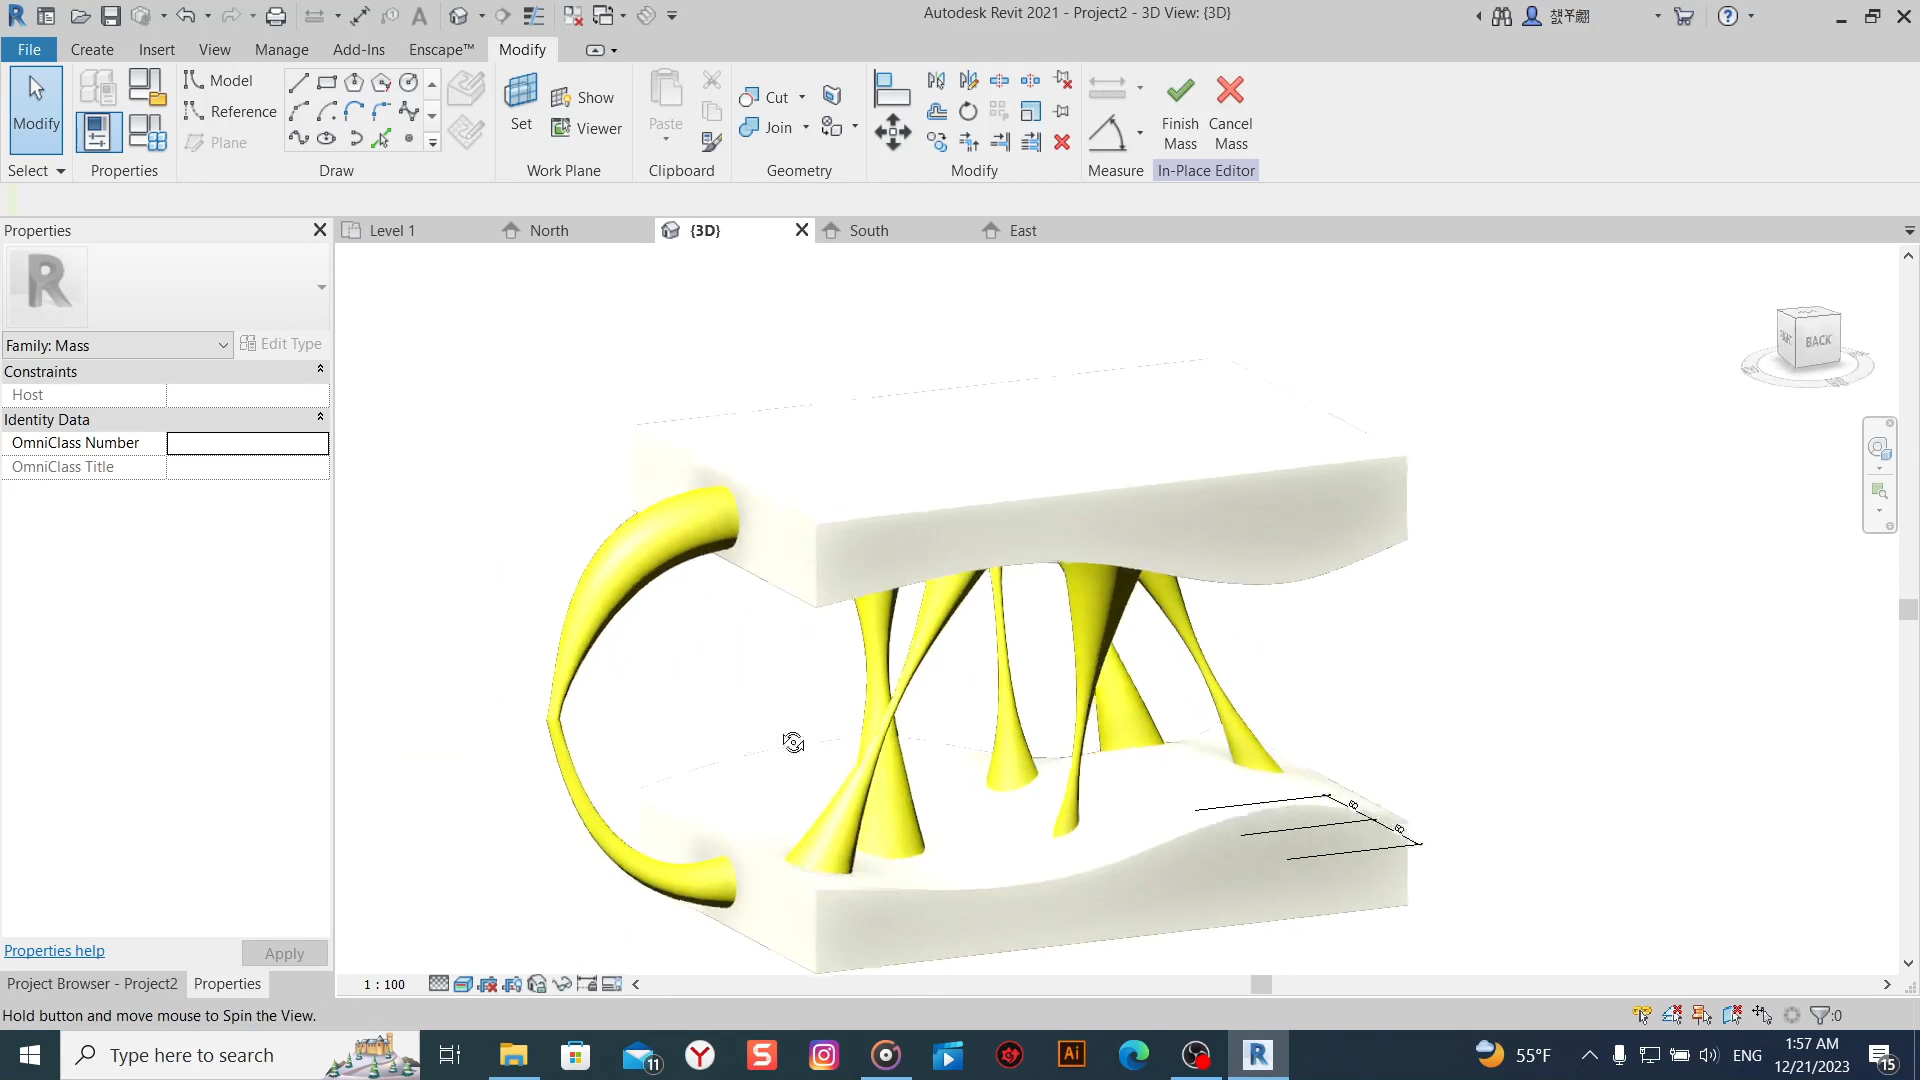 Autodesk Revit 2021 - Project2 - 3D View: {3D}
File Create Insert View Manage Add-Ins Enscape™ Modify
Modify
Select
Properties
Model
Reference
Plane
Draw
Set
Show
Viewer
Work Plane
Paste
Clipboard
Cut
Join
Geometry
Modify
Measure
Finish Mass
Cancel Mass
In-Place Editor
Properties
Level 1 North {3D} South East
R
Family: Mass
Edit Type
Constraints
Host
Identity Data
OmniClass Number
OmniClass Title
BACK
Properties help
Apply
Project Browser - Project2 Properties
1 : 100
Hold button and move mouse to Spin the View.
:0
Type here to search
11
55°F
ENG
1:57 AM
12/21/2023
15